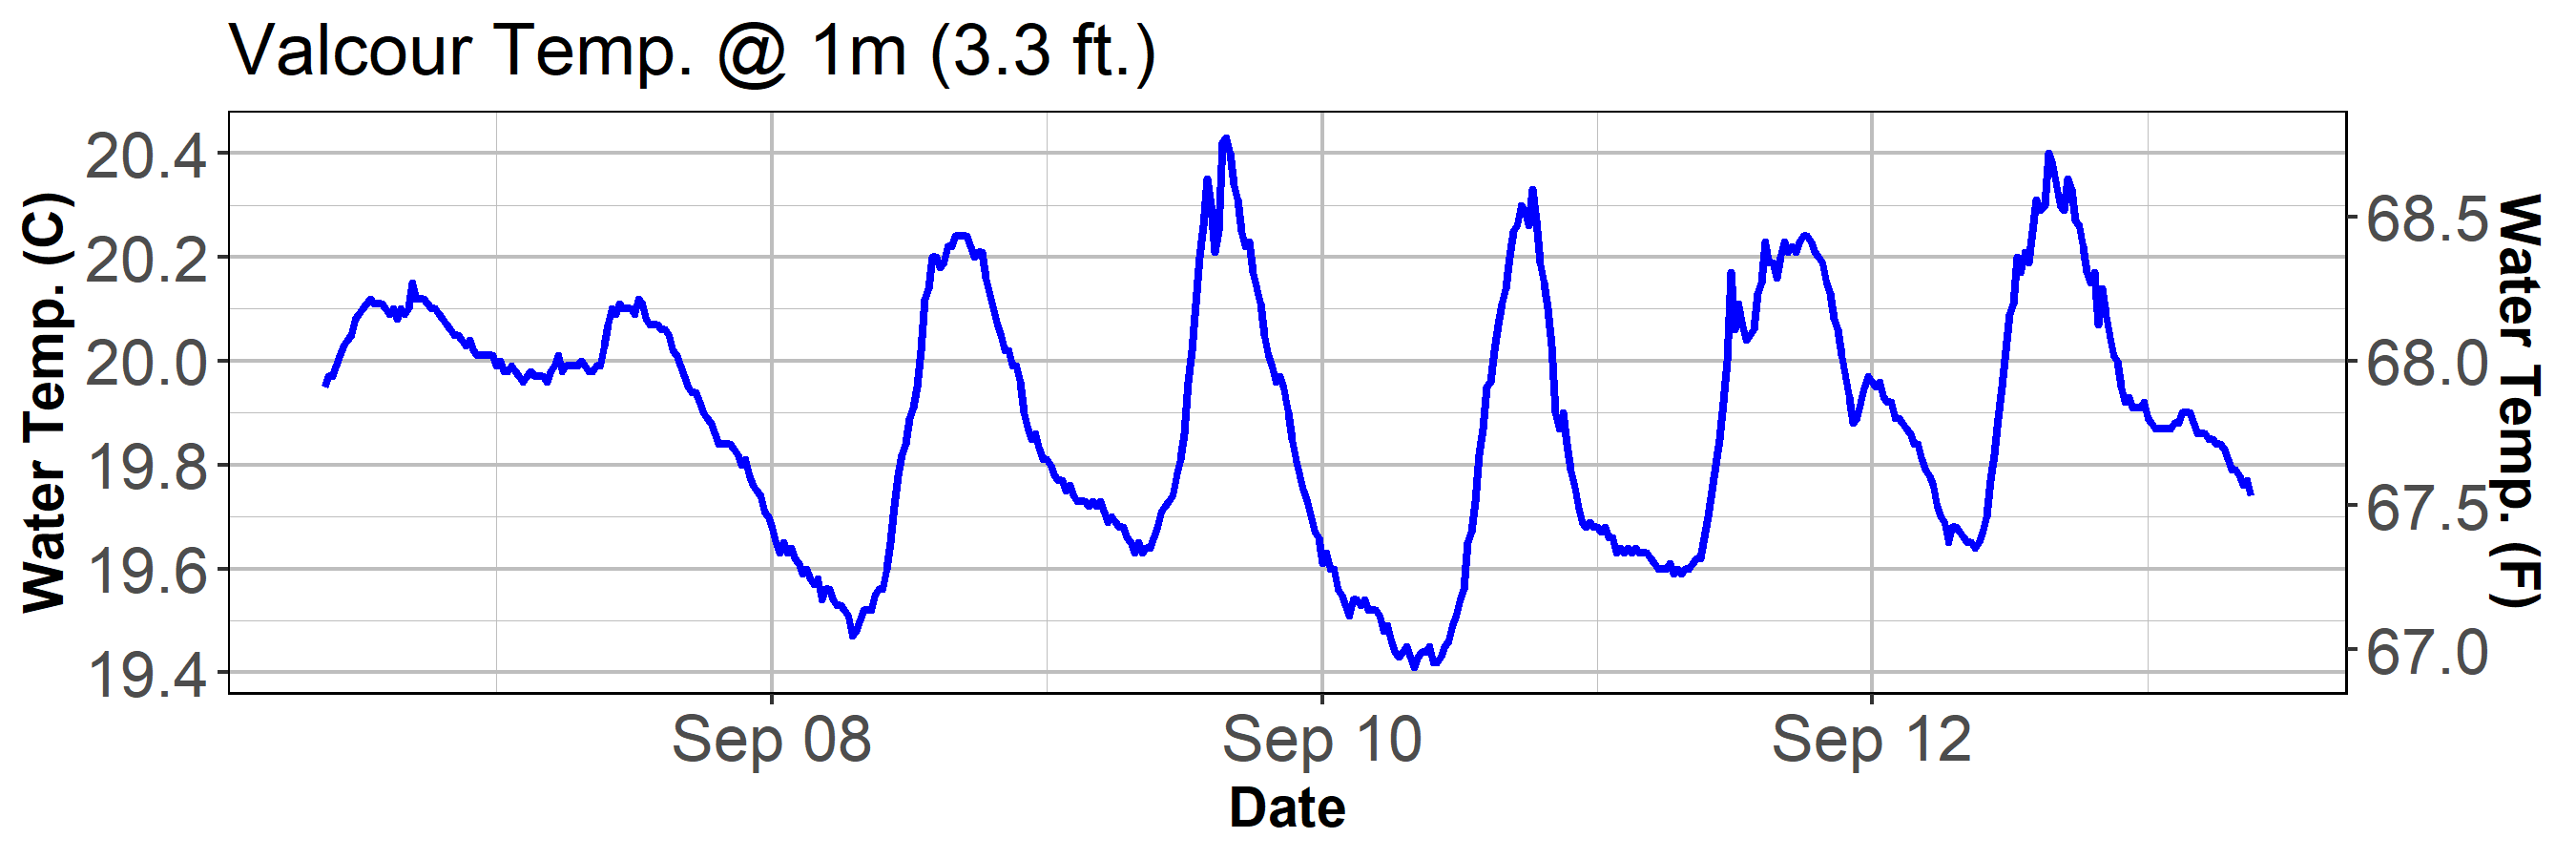 Valcour Temp. @ 1m (3.3 ft.)
Water Temp. (C)
20.4
20.2
20.0
19.8
19.6
19.4
68.5
68.0
67.5
67.0
Water Temp. (F)
Sep 08
Sep 10
Sep 12
Date